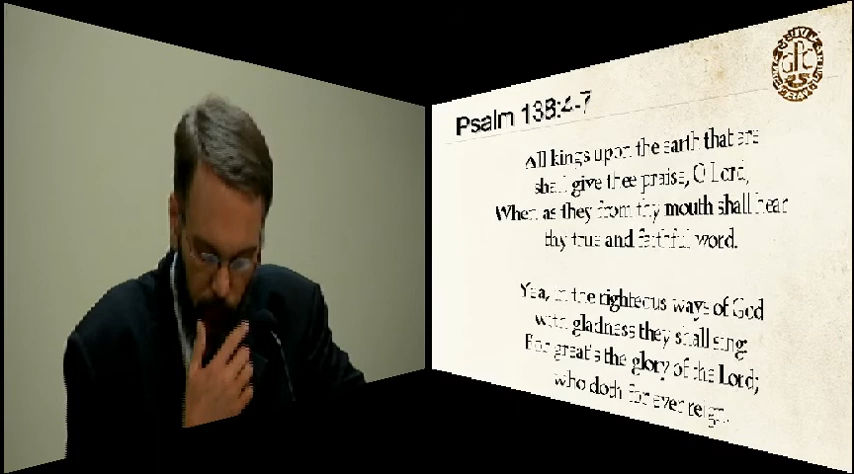 Psalm 138:4-7
All kings upon the earth that are
shall give thee praise, O Lord,
When as they from thy mouth shall hear
thy true and faithful word.
Yea, in the righteous ways of God
with gladness they shall sing:
For great's the glory of the Lord;
who doth for ever reign.
GPC